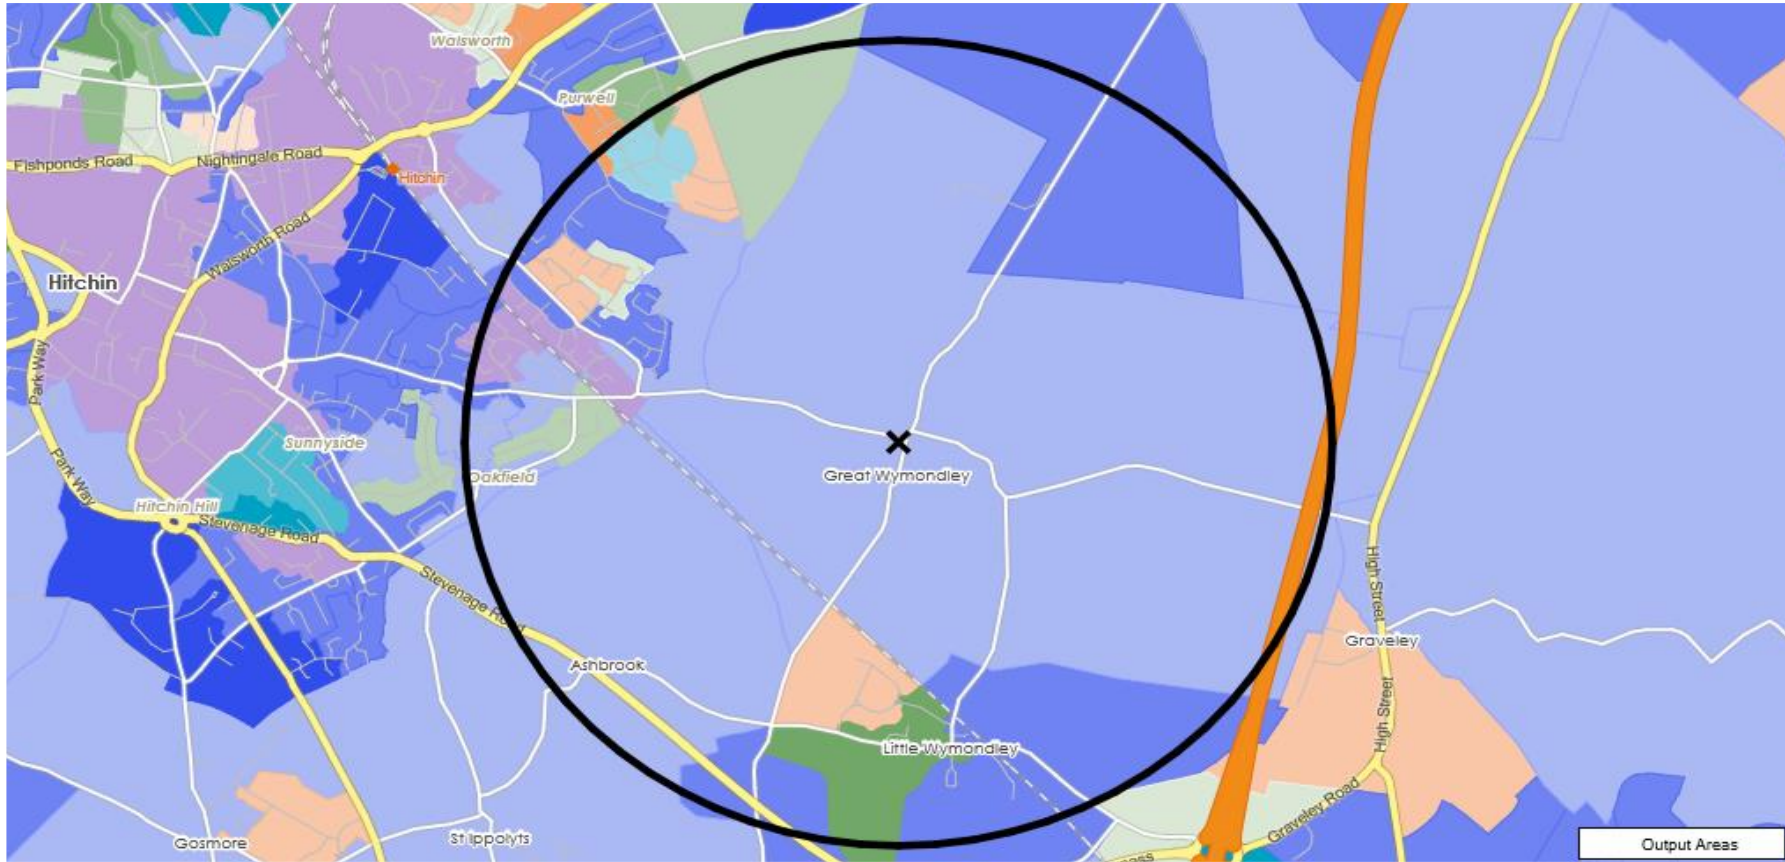 Walsworth
Purwell
Fishponds Road
Nightingale Road
Hitchin
Walsworth Road
Hitchin
Park Way
Sunnyside
Great Wymondley
Oakfield
Park Way
Hitchin Hill
Stevenage Road
Stevenage Road
High Street
Graveley
Ashbrook
High Street
Little Wymondley
Graveley Road
Gosmore
St Ippolyts
Output Areas